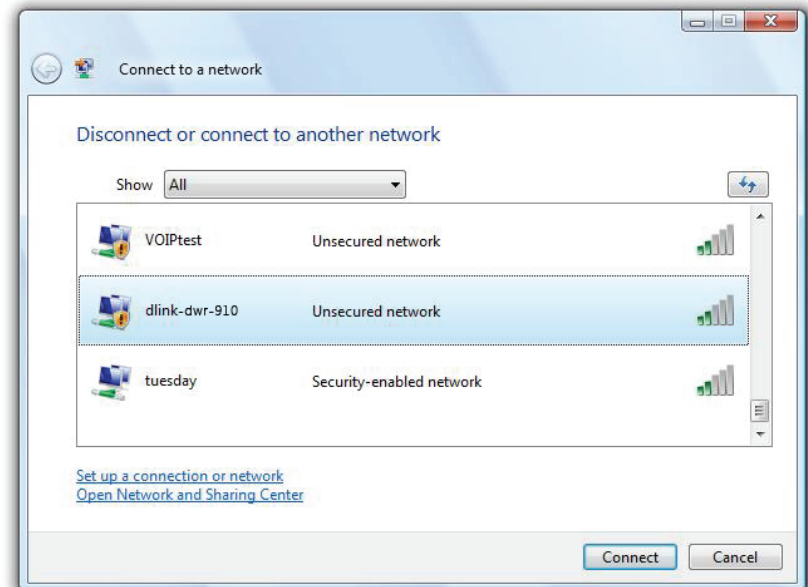 Connect to a network
Disconnect or connect to another network
Show All
VOIPtest Unsecured network
dlink-dwr-910 Unsecured network
tuesday Security-enabled network
Set up a connection or network
Open Network and Sharing Center
Connect Cancel